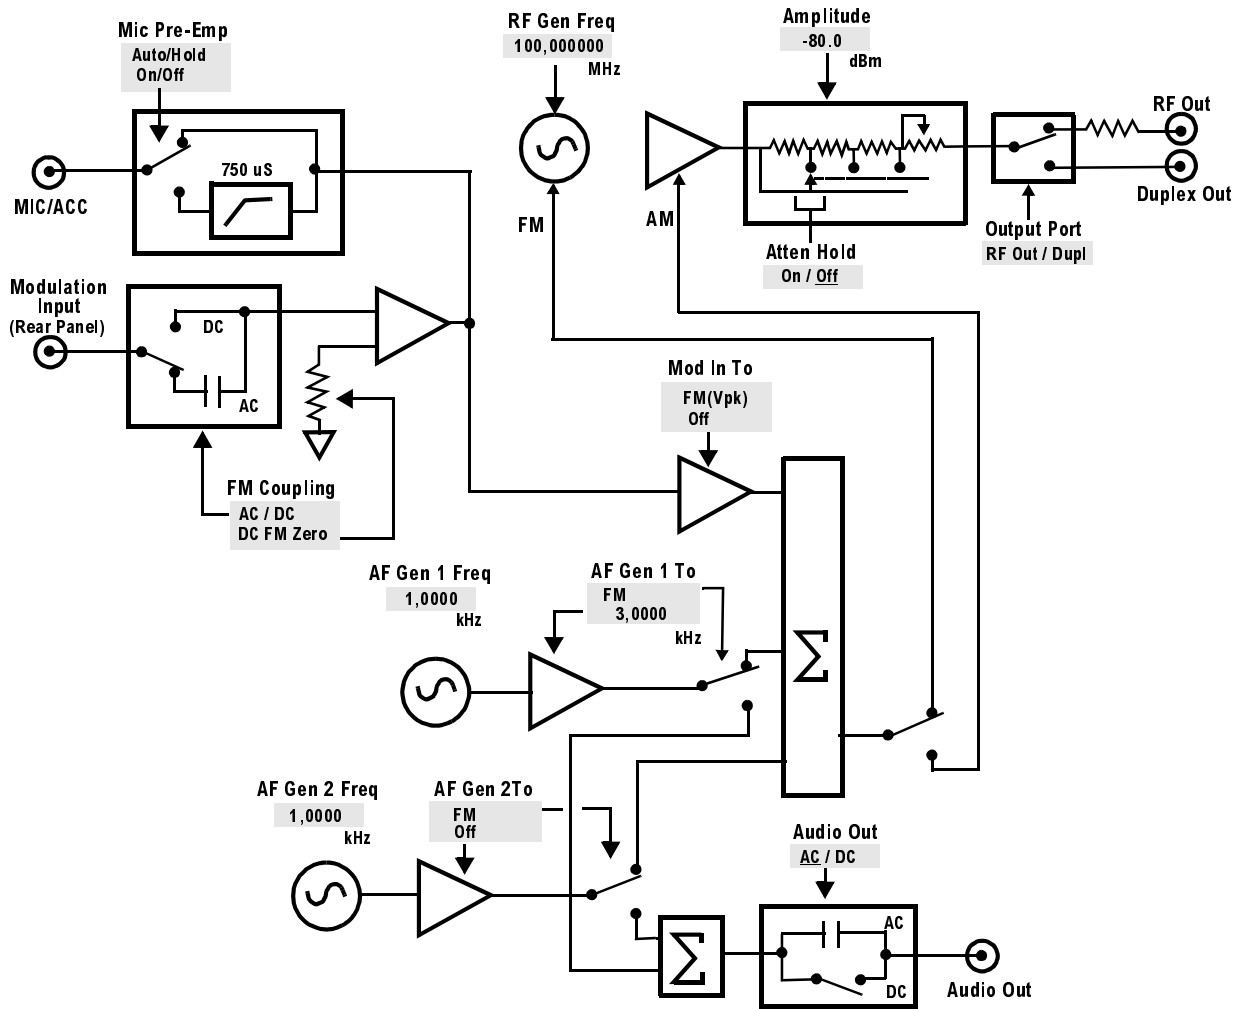 Mic Pre-Emp
Auto/Hold
On/Off
RF Gen Freq
100,000000
MHz
Amplitude
-80.0
dBm
RF Out
Duplex Out
MIC/ACC
750 uS
FM
AM
Atten Hold
On / Off
Output Port
RF Out / Dupl
Modulation
Input
(Rear Panel)
DC
AC
FM Coupling
AC / DC
DC FM Zero
Mod In To
FM(Vpk)
Off
AF Gen 1 Freq
1,0000
kHz
AF Gen 1 To
FM
3,0000
kHz
Σ
AF Gen 2 Freq
1,0000
kHz
AF Gen 2To
FM
Off
Σ
Audio Out
AC / DC
AC
DC
Audio Out